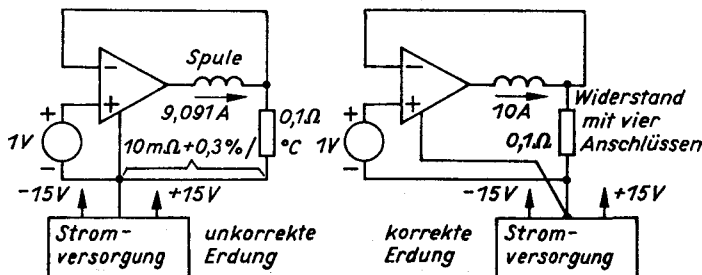 Spule
−
+
9,091A
0,1Ω
+
1V
−
10mΩ+0,3%/
°C
−15V
+15V
Strom-
versorgung
unkorrekte
Erdung
−
+
10A
Widerstand
mit vier
Anschlüssen
0,1Ω
+
1V
−
−15V
+15V
korrekte
Erdung
Strom-
versorgung